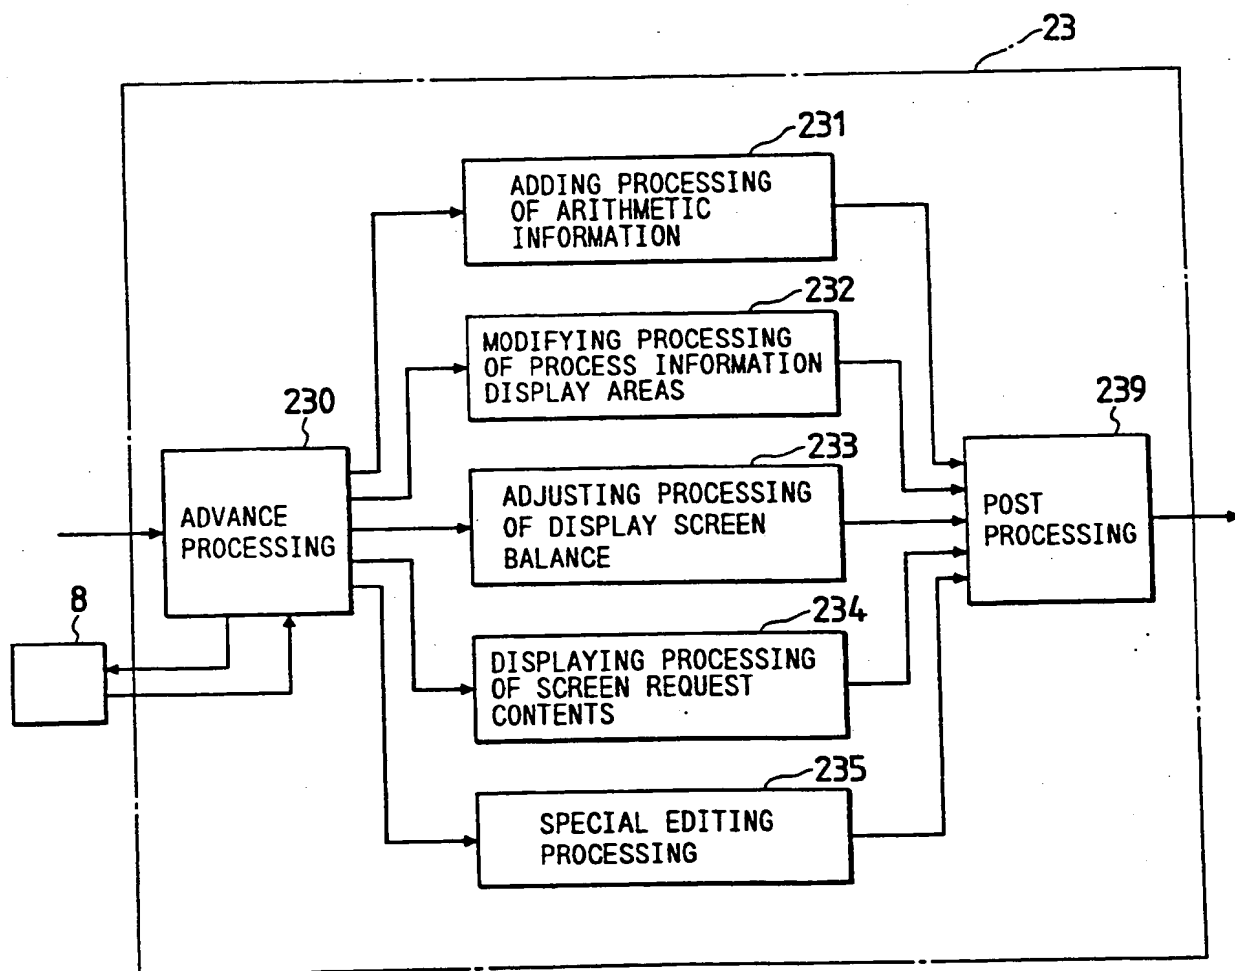 23
231
ADDING PROCESSING
OF ARITHMETIC
INFORMATION
232
MODIFYING PROCESSING
OF PROCESS INFORMATION
DISPLAY AREAS
230
ADVANCE
PROCESSING
233
ADJUSTING PROCESSING
OF DISPLAY SCREEN
BALANCE
239
POST
PROCESSING
8
234
DISPLAYING PROCESSING
OF SCREEN REQUEST
CONTENTS
235
SPECIAL EDITING
PROCESSING